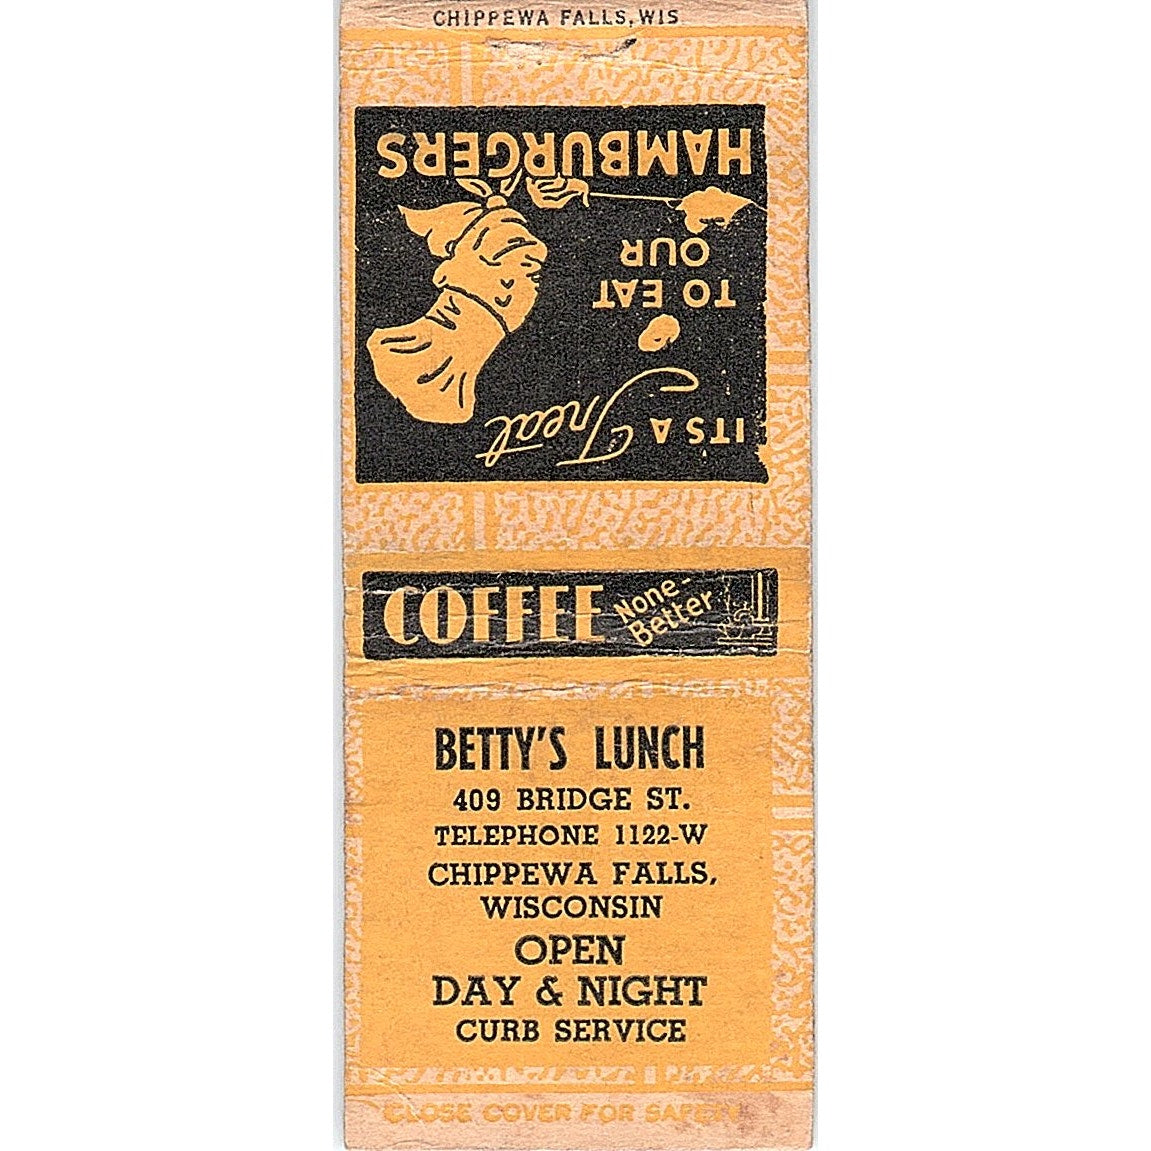 CHIPPEWA FALLS, WIS
IT'S A Treat
TO EAT
OUR
HAMBURGERS
COFFEE None-
Better
BETTY'S LUNCH
409 BRIDGE ST.
TELEPHONE 1122-W
CHIPPEWA FALLS,
WISCONSIN
OPEN
DAY & NIGHT
CURB SERVICE
CLOSE COVER FOR SAFETY